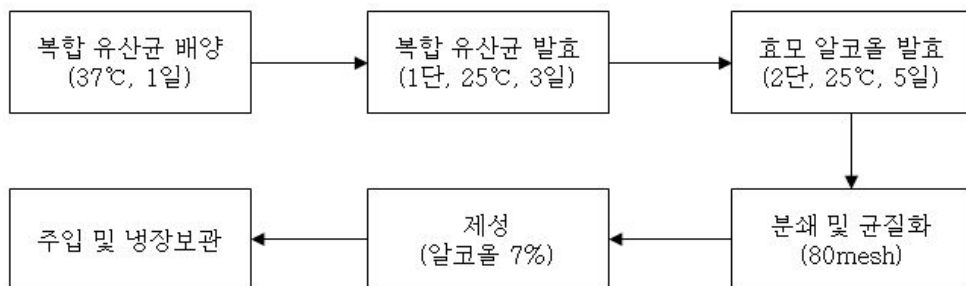 복합 유산균 배양
(37℃, 1일)
복합 유산균 발효
(1단, 25℃, 3일)
효모 알코올 발효
(2단, 25℃, 5일)
분쇄 및 균질화
(80mesh)
제성
(알코올 7%)
주입 및 냉장보관